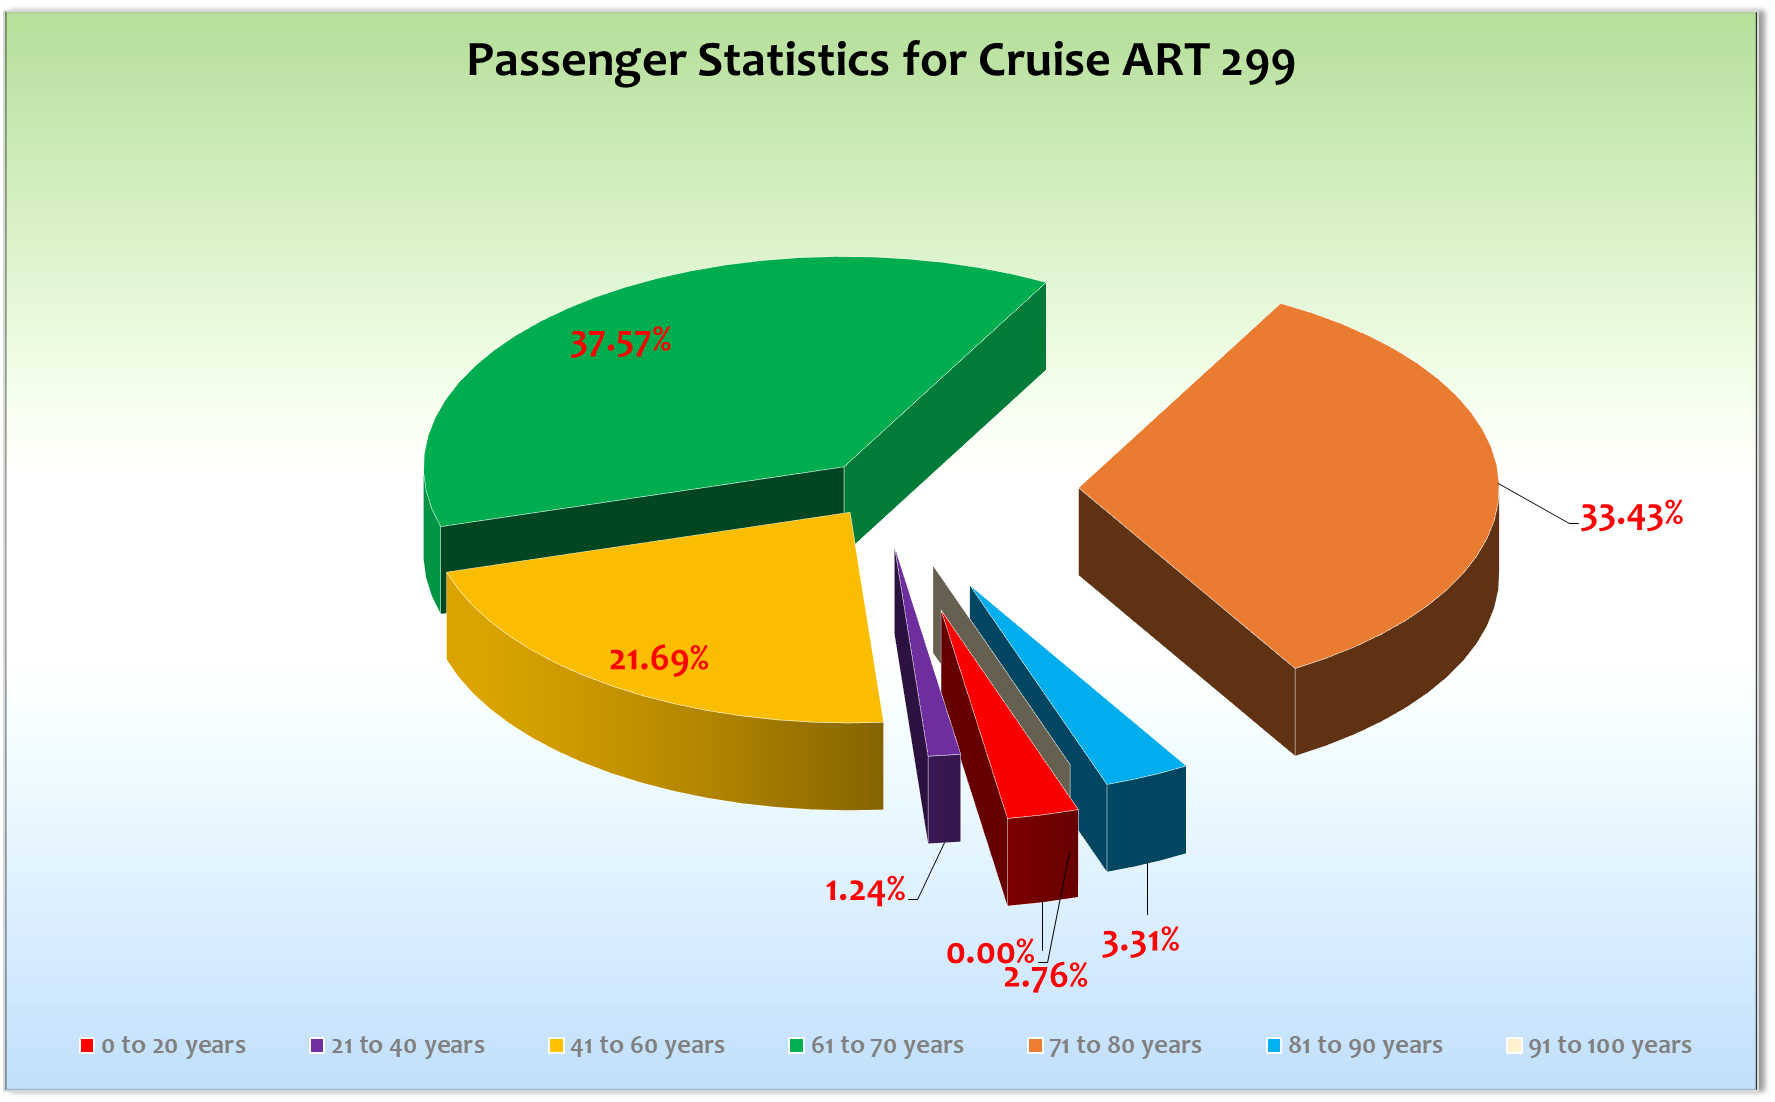 Passenger Statistics for Cruise ART 299
37.57%
33.43%
21.69%
1.24%
0.00%
2.76%
3.31%
0 to 20 years
21 to 40 years
41 to 60 years
61 to 70 years
71 to 80 years
81 to 90 years
91 to 100 years